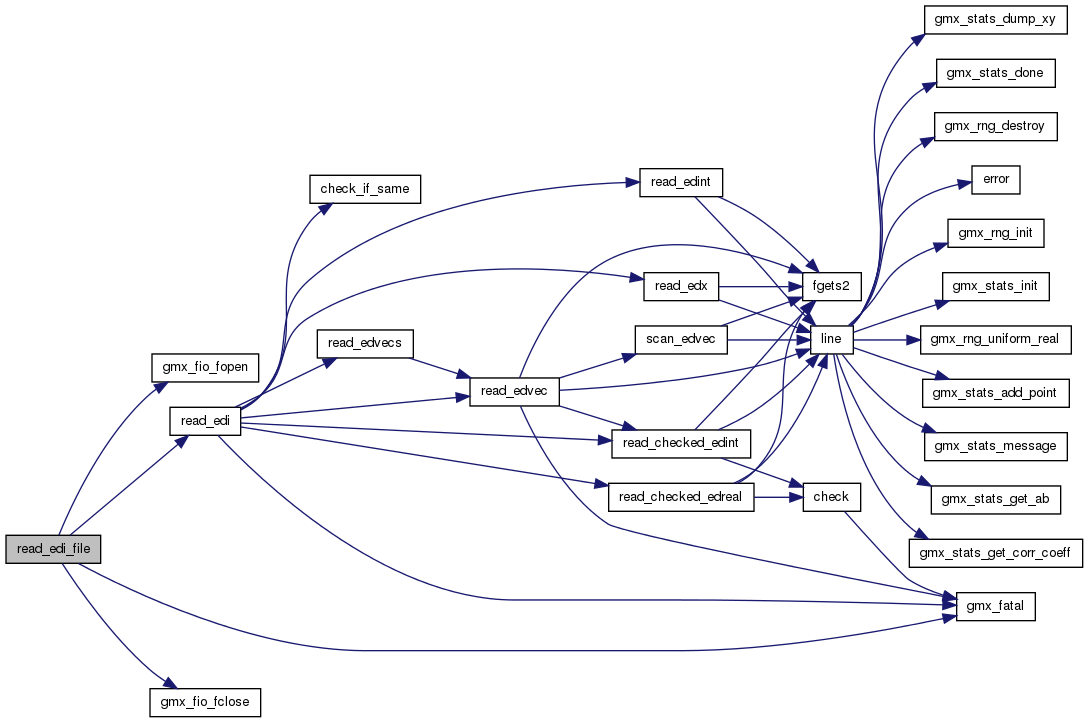 gmx_stats_dump_xy
gmx_stats_done
gmx_rng_destroy
error
check_if_same
read_edint
gmx_rng_init
read_edx
fgets2
gmx_stats_init
read_edvecs
scan_edvec
line
gmx_rng_uniform_real
gmx_fio_fopen
read_edvec
gmx_stats_add_point
read_edi
read_checked_edint
gmx_stats_message
read_checked_edreal
check
gmx_stats_get_ab
read_edi_file
gmx_stats_get_corr_coeff
gmx_fatal
gmx_fio_fclose